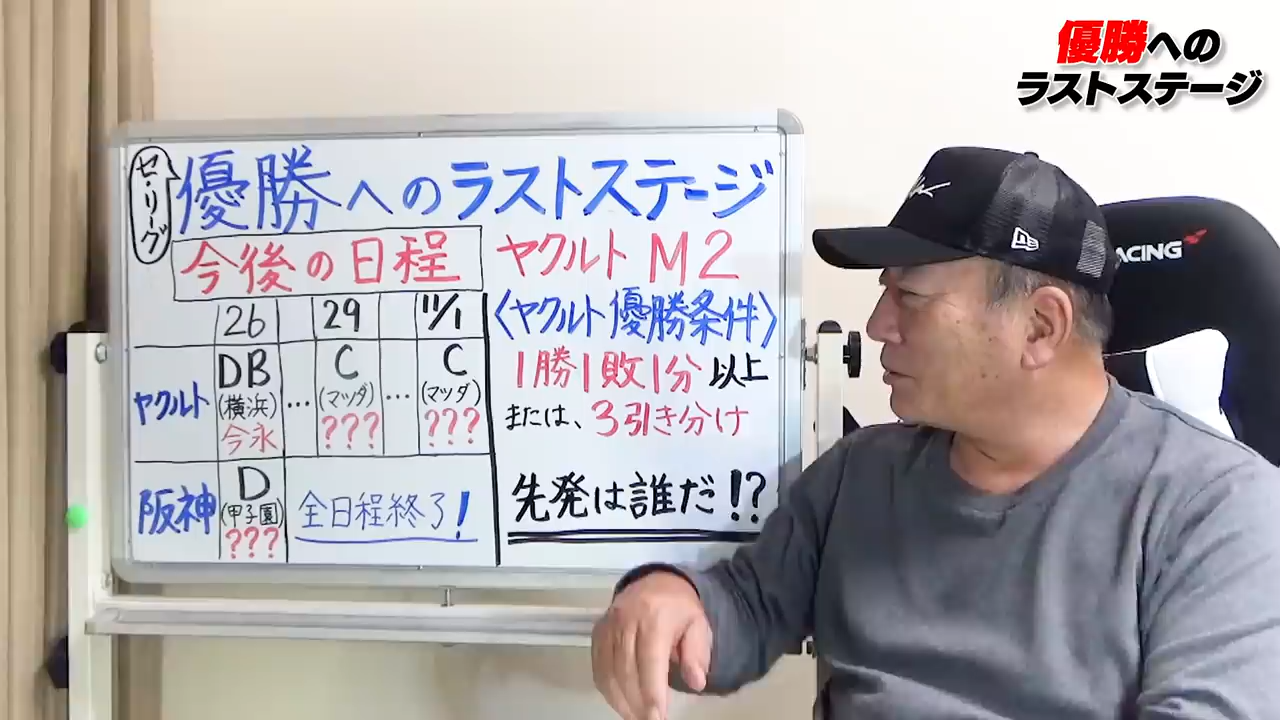 優勝への
ラストステージ
セ・リーグ
優勝へのラストステージ
今後の日程
ヤクルト M2
26 29 11/1
〈ヤクルト優勝条件〉
ヤクルト DB (横浜) 今永 … C (マツダ) ??? … C (マツダ) ???
1勝1敗1分以上
または、3引き分け
阪神 D (甲子園) ??? 全日程終了!
先発は誰だ!?
ACING